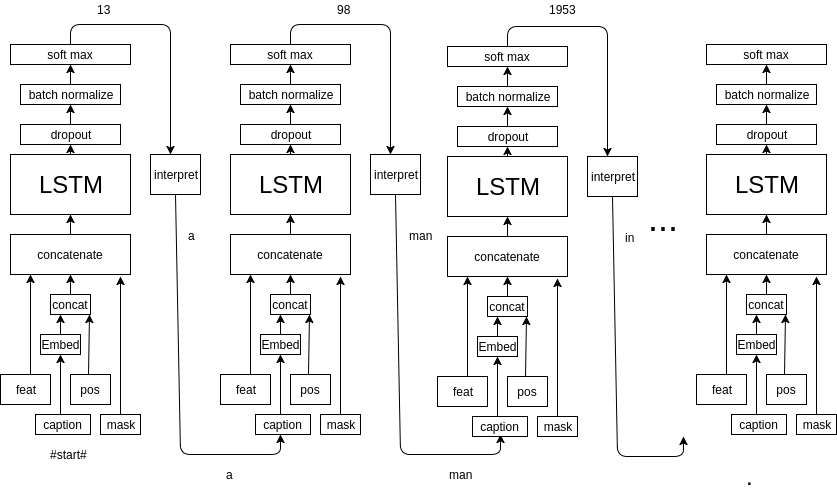 13 98 1953
soft max soft max soft max soft max
batch normalize batch normalize batch normalize batch normalize
dropout dropout dropout dropout
LSTM interpret LSTM interpret LSTM interpret LSTM
a man in ...
concatenate concatenate concatenate concatenate
concat concat concat concat
Embed Embed Embed Embed
feat pos feat pos feat pos feat pos
caption mask caption mask caption mask caption mask
#start# a man .